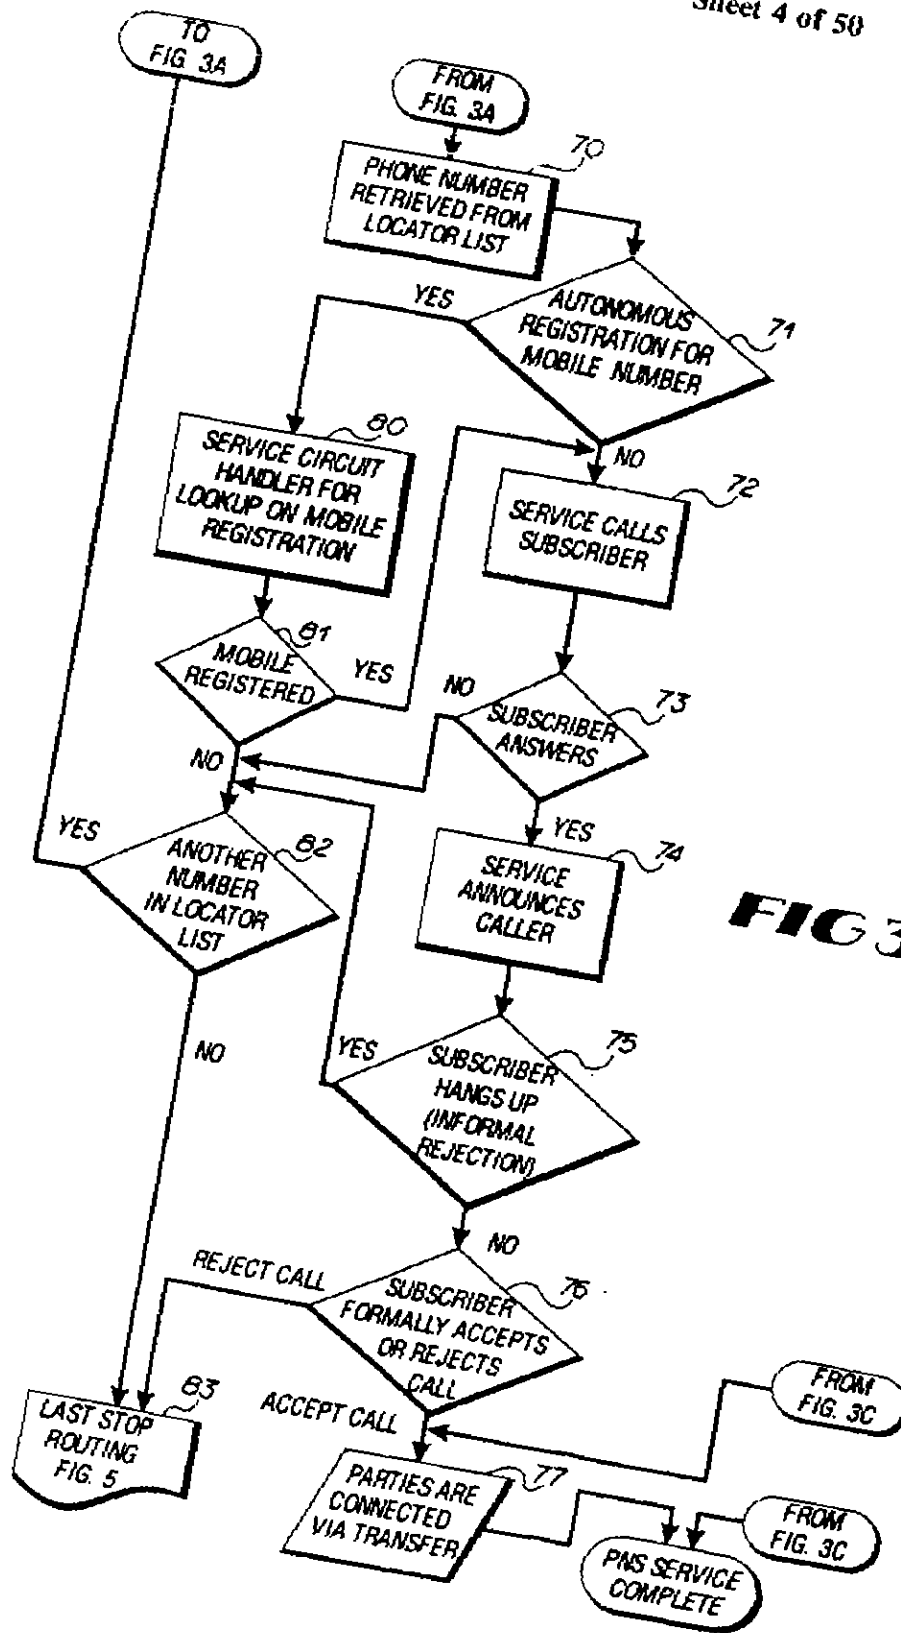 Sheet 4 of 50
TO
FIG. 3A
FROM
FIG. 3A
70
PHONE NUMBER
RETRIEVED FROM
LOCATOR LIST
YES
AUTONOMOUS
REGISTRATION FOR
MOBILE NUMBER
71
80
SERVICE CIRCUIT
HANDLER FOR
LOOKUP ON MOBILE
REGISTRATION
NO
72
SERVICE CALLS
SUBSCRIBER
81
MOBILE
REGISTERED
YES
NO
NO
73
SUBSCRIBER
ANSWERS
YES
YES
82
ANOTHER
NUMBER
IN LOCATOR
LIST
74
SERVICE
ANNOUNCES
CALLER
FIG 3
NO
YES
75
SUBSCRIBER
HANGS UP
(INFORMAL
REJECTION)
NO
REJECT CALL
76
SUBSCRIBER
FORMALLY ACCEPTS
OR REJECTS
CALL
ACCEPT CALL
83
LAST STOP
ROUTING
FIG. 5
FROM
FIG. 3C
77
PARTIES ARE
CONNECTED
VIA TRANSFER
FROM
FIG. 3C
PNS SERVICE
COMPLETE